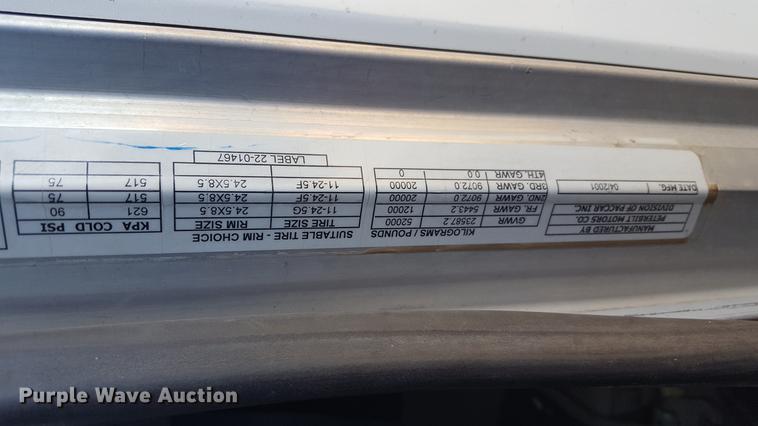 MANUFACTURED BY
PETERBILT MOTORS CO.
DIVISION OF PACCAR INC.
DATE MFG. 04/2001
KILOGRAMS / POUNDS
GVWR 23587.2 52000
FR. GAWR 5443.2 12000
2ND. GAWR 9072.0 20000
3RD. GAWR 9072.0 20000
4TH. GAWR 0.0 0
SUITABLE TIRE - RIM CHOICE
TIRE SIZE RIM SIZE
11-24.5G 24.5X8.5
11-24.5F 24.5X8.5
11-24.5F 24.5X8.5
LABEL 22-01467
KPA COLD PSI
621 90
517 75
517 75
Purple Wave Auction